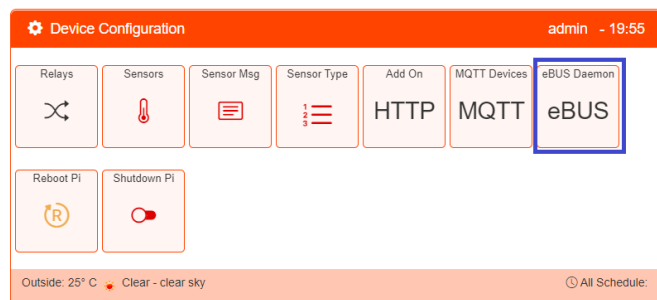 Device Configuration admin - 19:55
Relays Sensors Sensor Msg Sensor Type Add On MQTT Devices eBUS Daemon
1 2 3 HTTP MQTT eBUS
Reboot Pi Shutdown Pi
R
Outside: 25° C Clear - clear sky All Schedule: